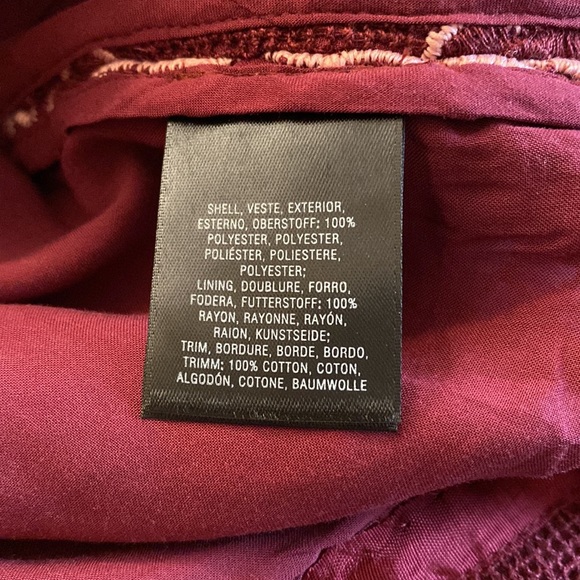 SHELL, VESTE, EXTERIOR,
ESTERNO, OBERSTOFF: 100%
POLYESTER, POLYESTER,
POLIÉSTER, POLIESTERE,
POLYESTER;
LINING, DOUBLURE, FORRO,
FODERA, FUTTERSTOFF: 100%
RAYON, RAYONNE, RAYÓN,
RAION, KUNSTSEIDE;
TRIM, BORDURE, BORDE, BORDO,
TRIMM: 100% COTTON, COTON,
ALGODÓN, COTONE, BAUMWOLLE